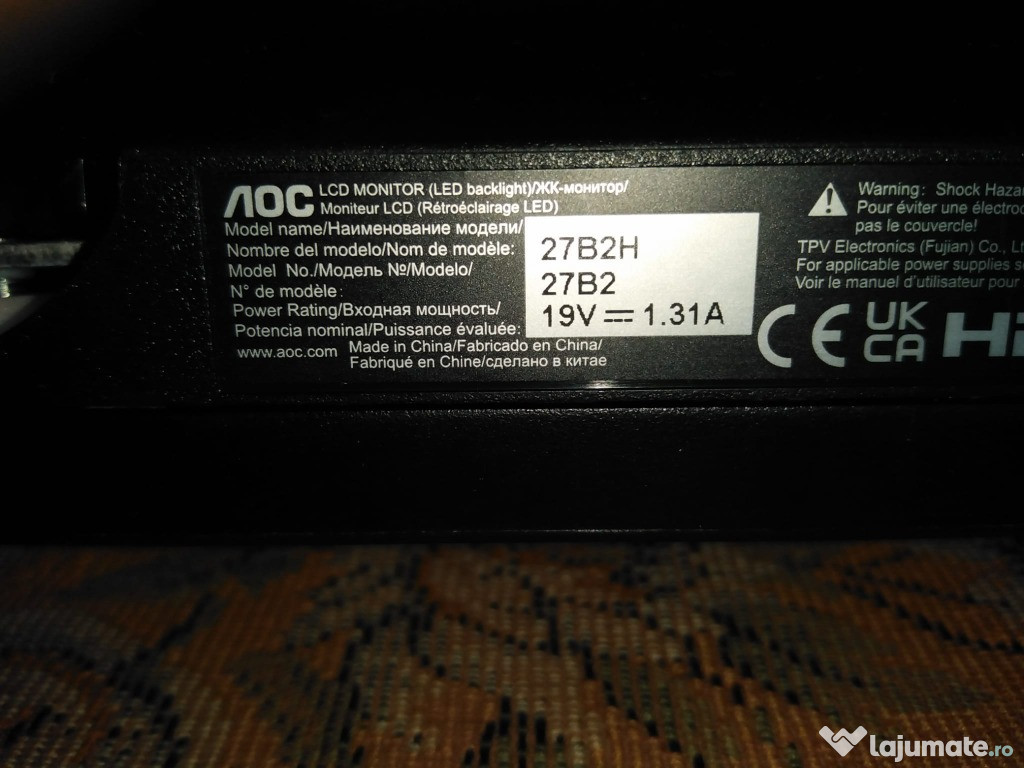 AOC LCD MONITOR (LED backlight)/ЖК-монитор/
Moniteur LCD (Rétroéclairage LED)
Model name/Наименование модели/
Nombre del modelo/Nom de modèle: 27B2H
Model No./Модель №/Modelo/
N° de modèle: 27B2
Power Rating/Входная мощность/
Potencia nominal/Puissance évaluée: 19V ⎓ 1.31A
www.aoc.com Made in China/Fabricado en China/
Fabriqué en Chine/сделано в китае
Warning: Shock
Pour éviter une
pas le couvercle!
TPV Electronics (Fujian) Co.,
For applicable power supplies
Voir le manuel d'utilisateur pour
CE UK CA
lajumate.ro